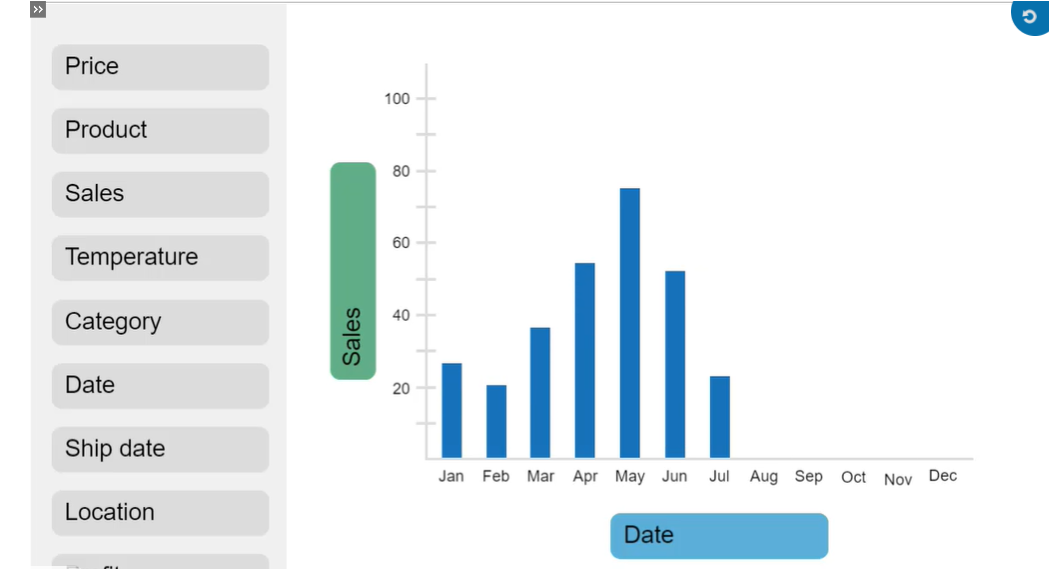 Price
Product
Sales
Temperature
Category
Date
Ship date
Location
100
80
60
40
20
Sales
Jan Feb Mar Apr May Jun Jul Aug Sep Oct Nov Dec
Date